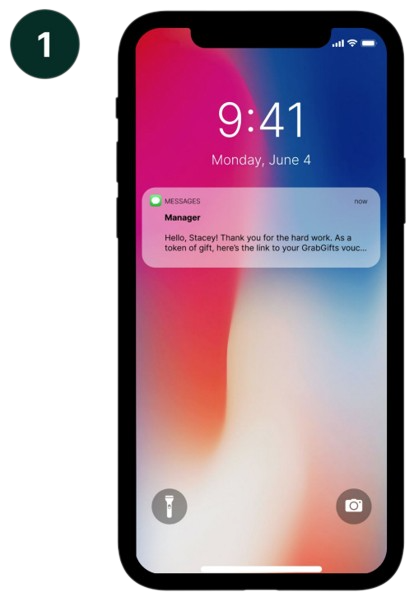 1
9:41
Monday, June 4
MESSAGES now
Manager
Hello, Stacey! Thank you for the hard work. As a
token of gift, here's the link to your GrabGifts vouc...